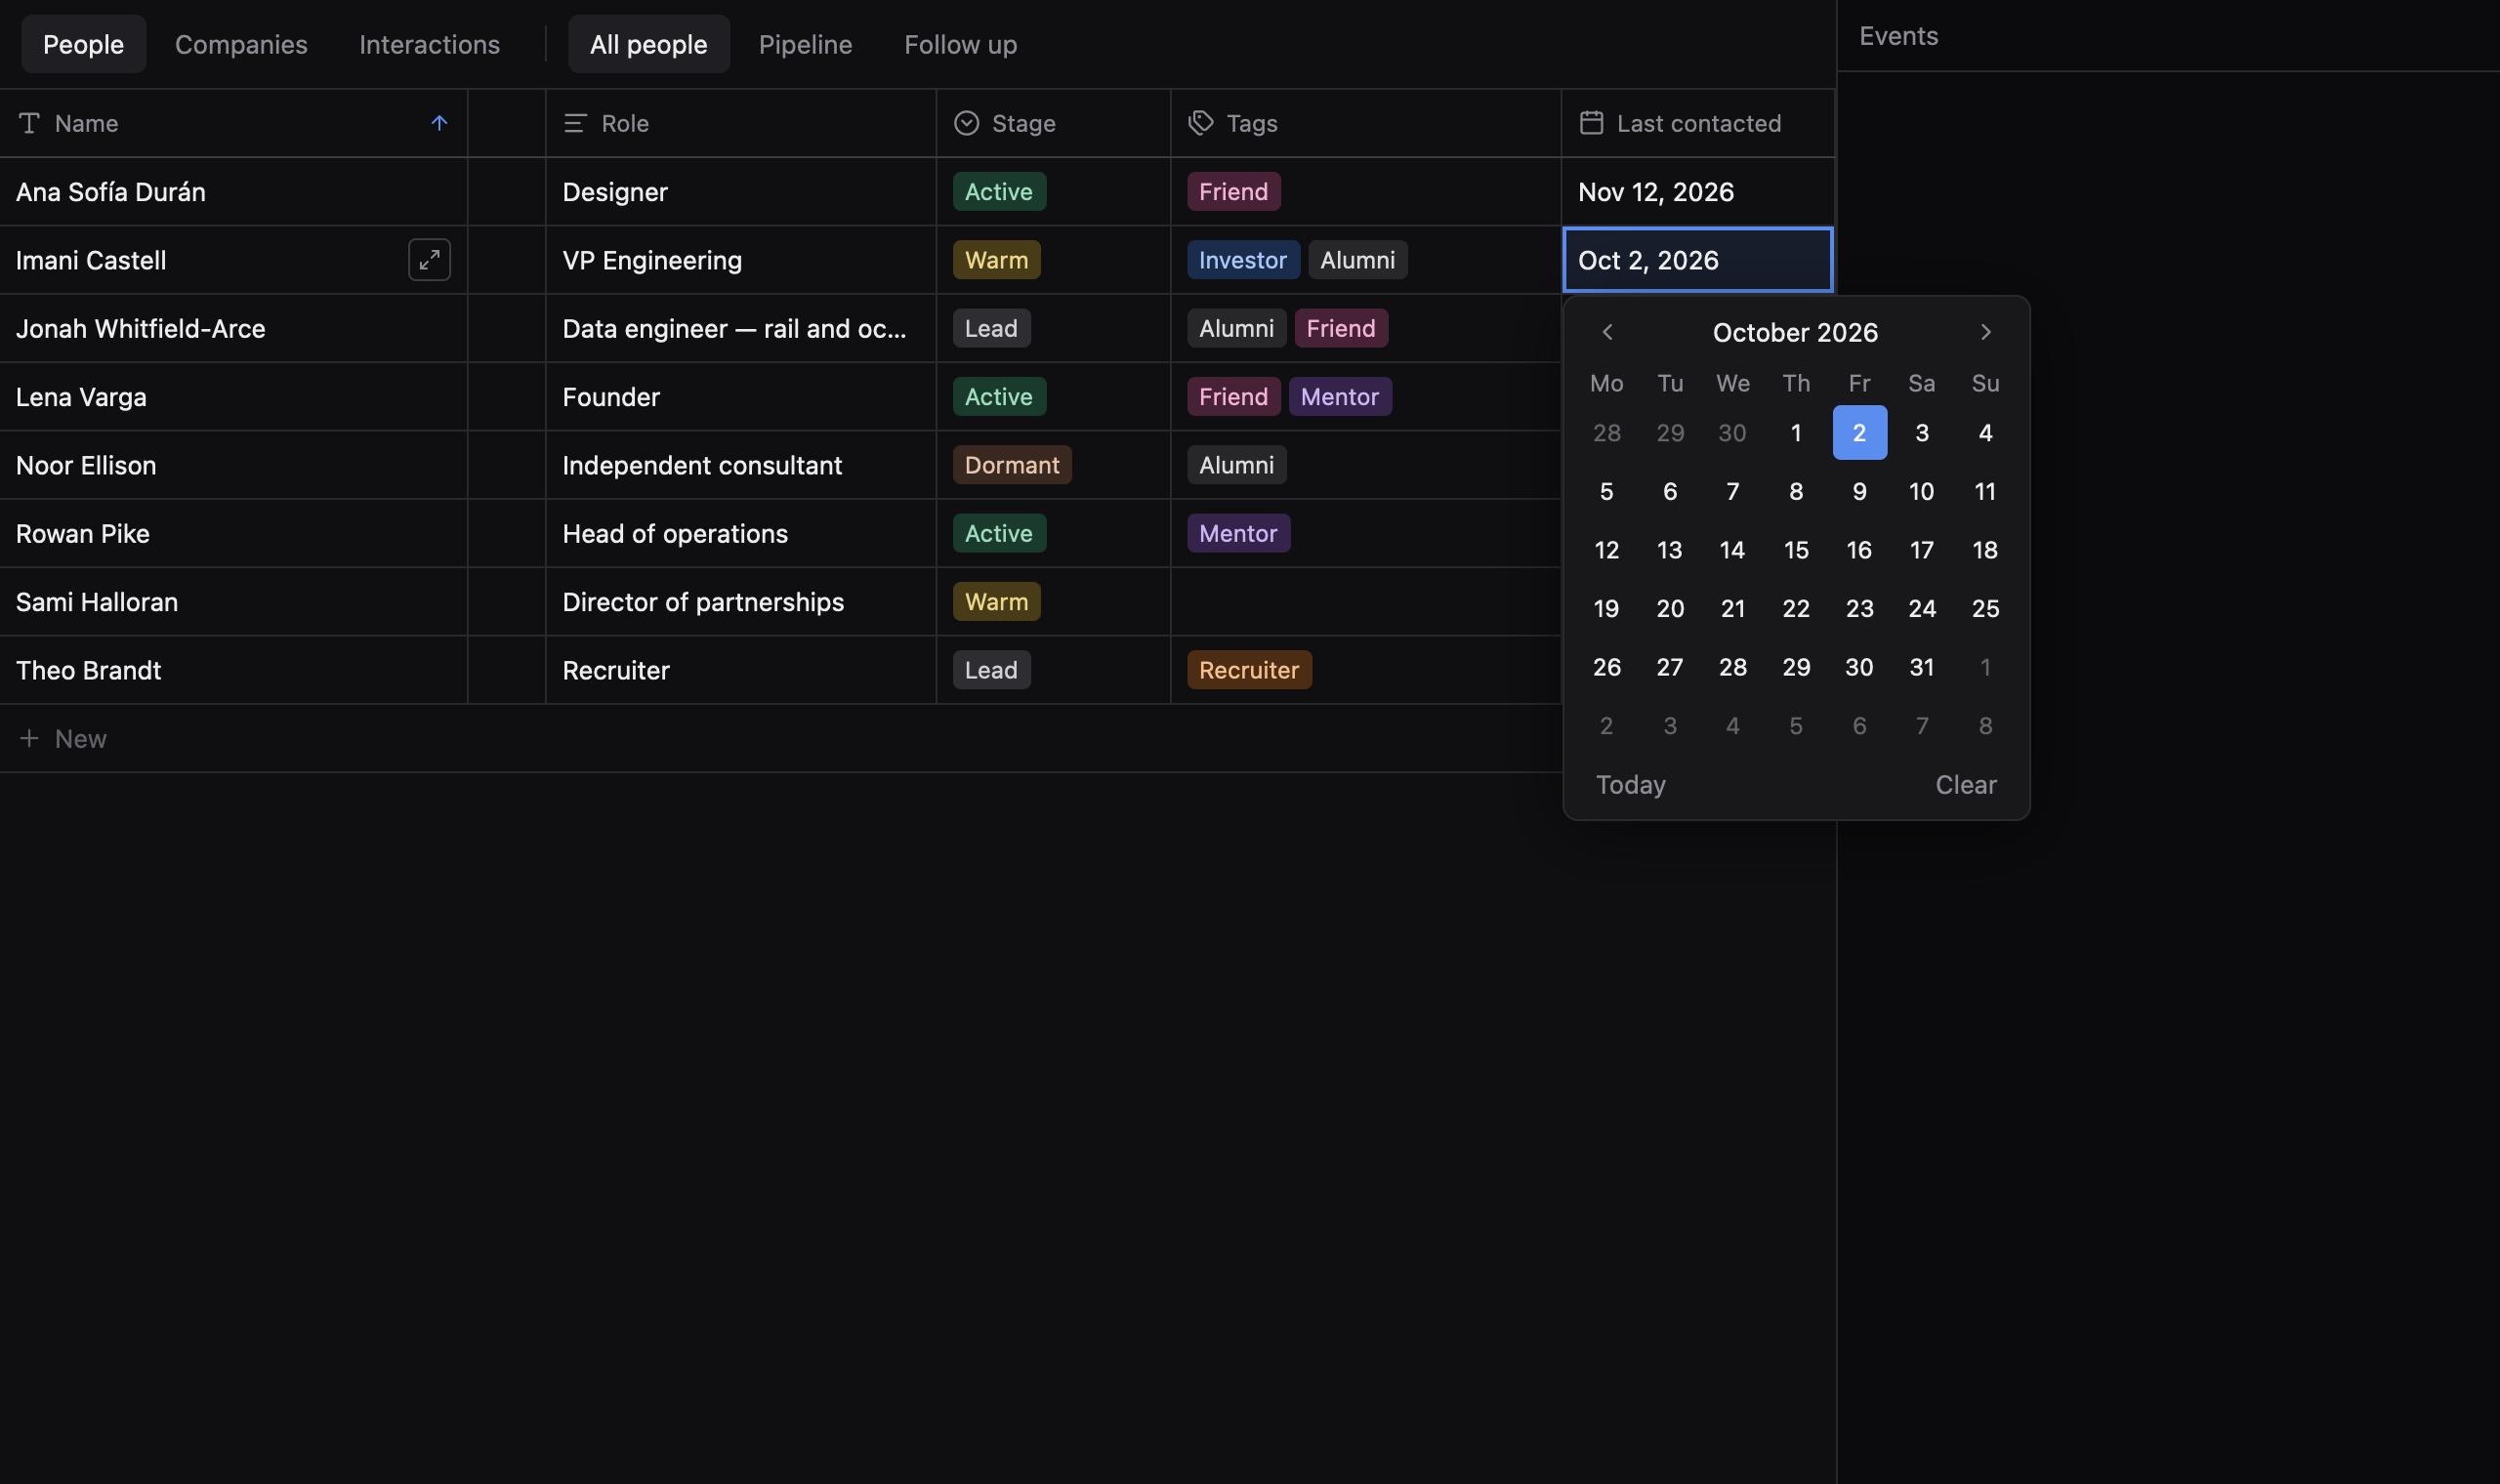 People Companies Interactions All people Pipeline Follow up Events
Name Role Stage Tags Last contacted
Ana Sofía Durán Designer Active Friend Nov 12, 2026
Imani Castell VP Engineering Warm Investor Alumni Oct 2, 2026
Jonah Whitfield-Arce Data engineer — rail and oc... Lead Alumni Friend
Lena Varga Founder Active Friend Mentor
Noor Ellison Independent consultant Dormant Alumni
Rowan Pike Head of operations Active Mentor
Sami Halloran Director of partnerships Warm
Theo Brandt Recruiter Lead Recruiter
New
October 2026
Mo Tu We Th Fr Sa Su
28 29 30 1 2 3 4
5 6 7 8 9 10 11
12 13 14 15 16 17 18
19 20 21 22 23 24 25
26 27 28 29 30 31 1
2 3 4 5 6 7 8
Today Clear